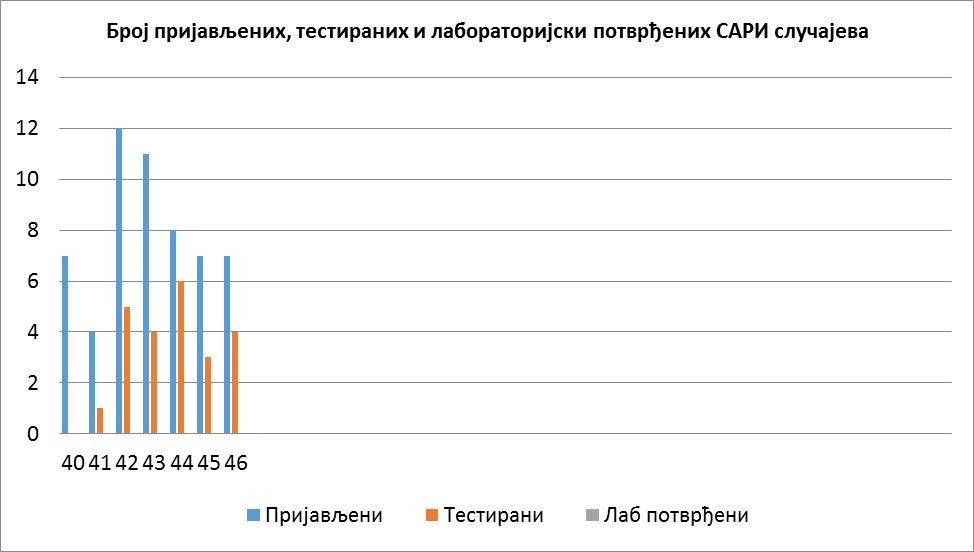 Број пријављених, тестираних и лабораторијски потврђених САРИ случајева
14
12
10
8
6
4
2
0
40 41 42 43 44 45 46
Пријављени Тестирани Лаб потврђени